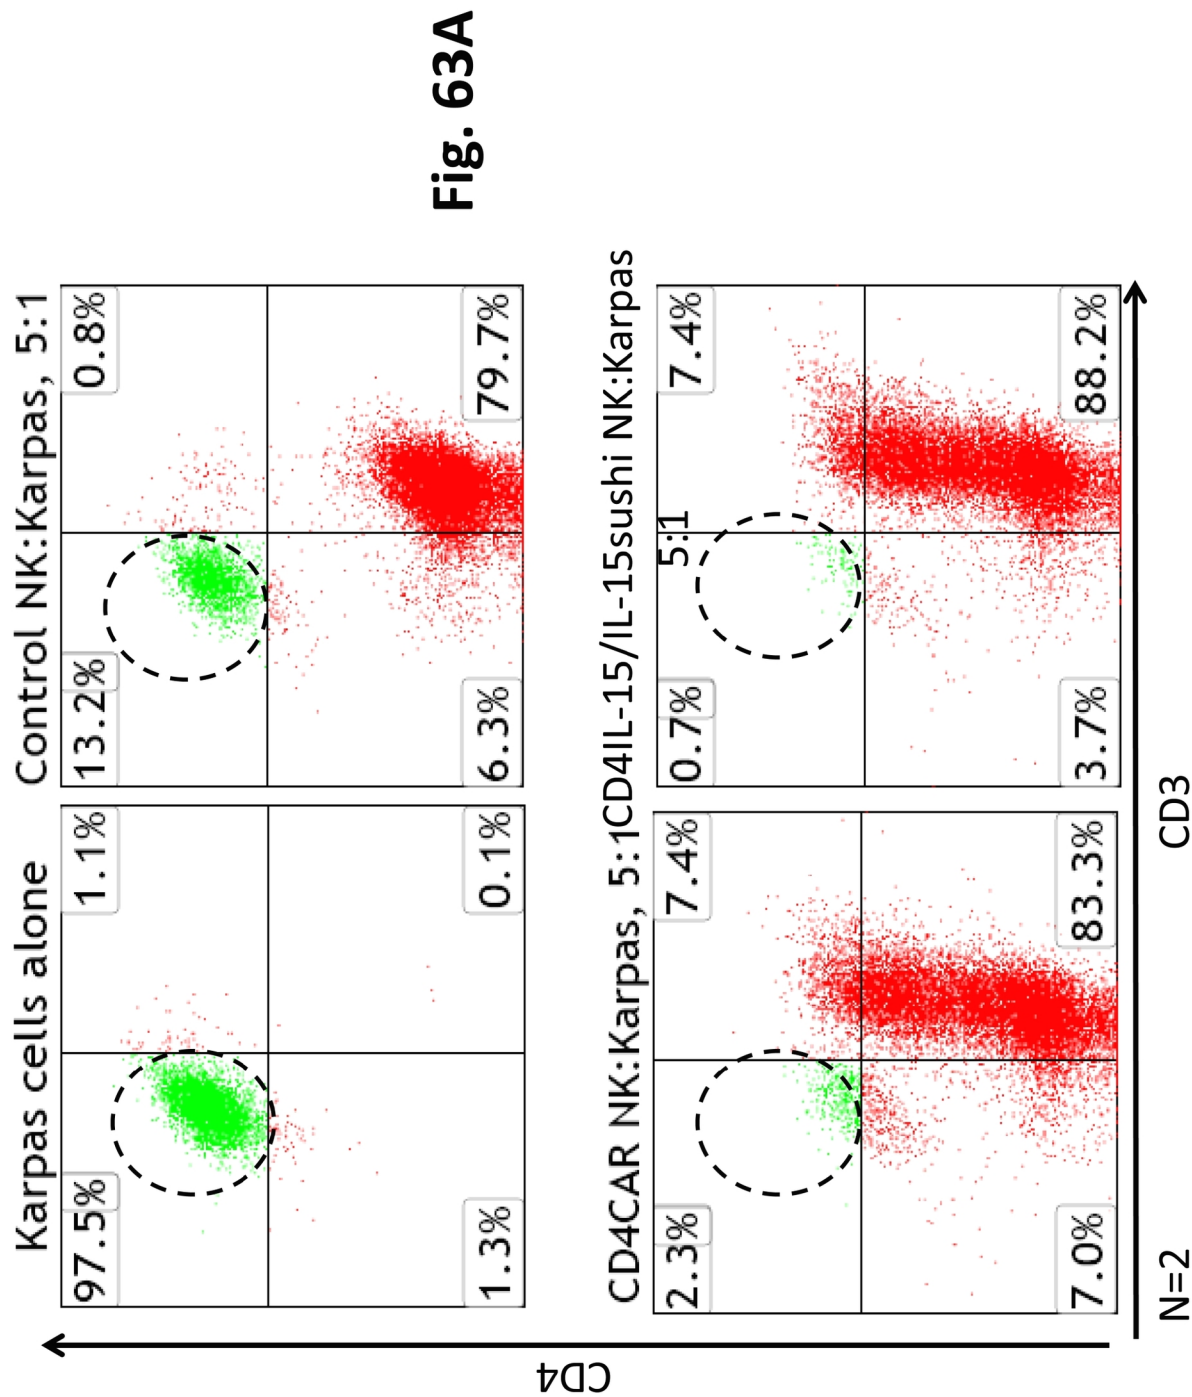 Karpas cells alone
97.5%
1.1%
1.3%
0.1%
Control NK:Karpas, 5:1
13.2%
0.8%
6.3%
79.7%
CD4CAR NK:Karpas, 5:1
2.3%
7.4%
7.0%
83.3%
CD4IL-15/IL-15sushi NK:Karpas
5:1
0.7%
7.4%
3.7%
88.2%
CD4
CD3
N=2
Fig. 63A